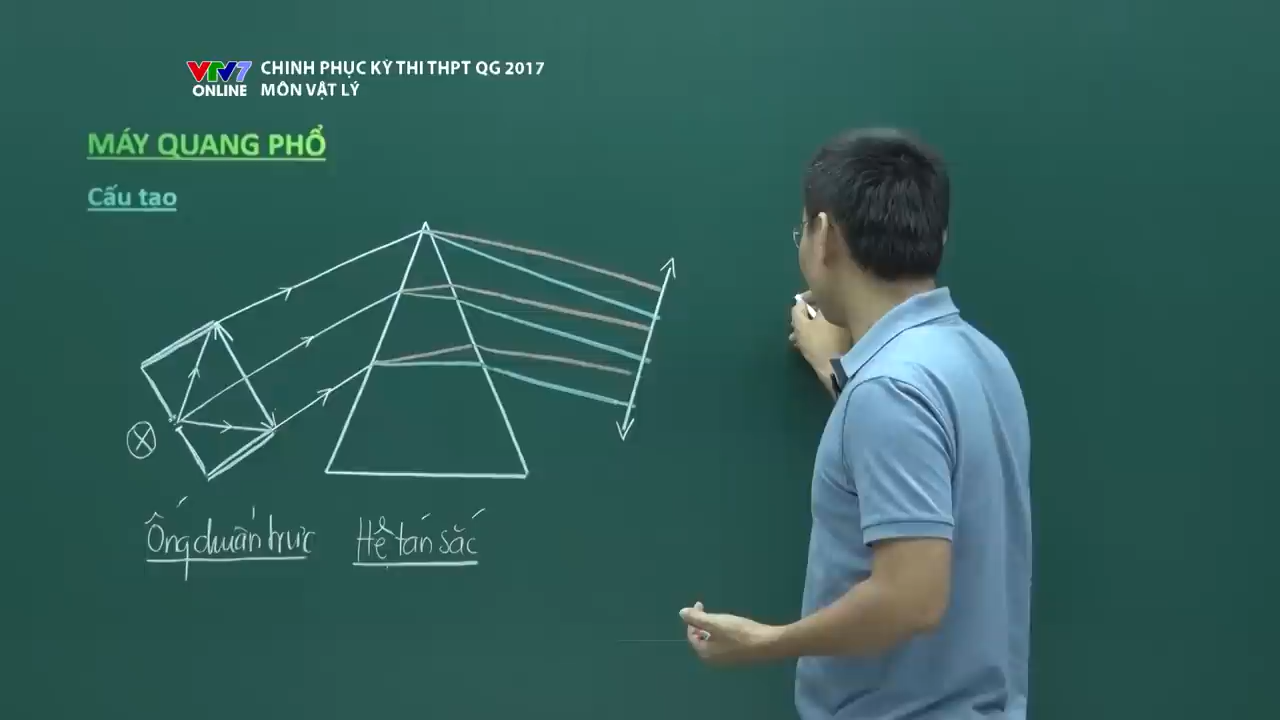 VTV7
ONLINE
CHINH PHỤC KỲ THI THPT QG 2017
MÔN VẬT LÝ
MÁY QUANG PHỔ
Cấu tạo
Ống chuẩn trực
Hệ tán sắc